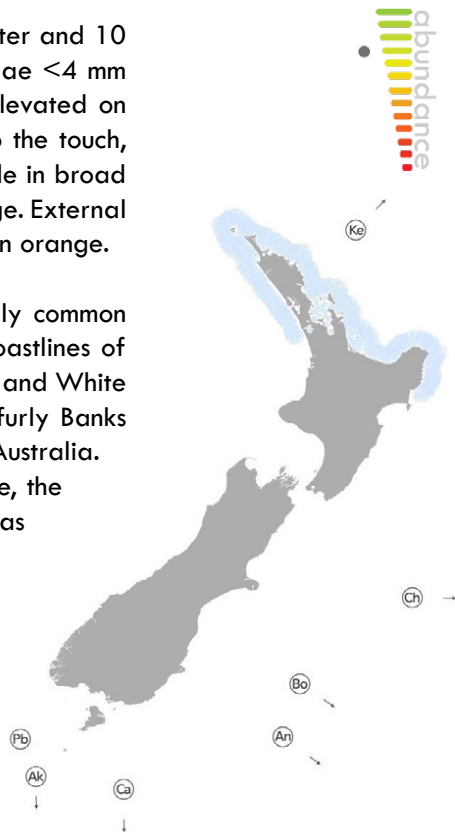 ter and 10
ae <4 mm
levated on
o the touch,
le in broad
ge. External
n orange.
ly common
oastlines of
and White
furly Banks
Australia.
e, the
as
abundance
Ke
Ch
Bo
An
Pb
Ak
Ca